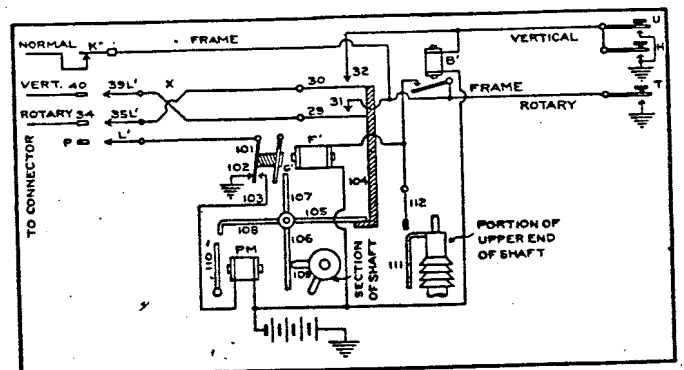 NORMAL K" FRAME
VERTICAL
U
H
T
B'
FRAME
ROTARY
VERT. 40 39L' X 30 32
31
ROTARY 34 35L' 29
P L'
TO CONNECTOR
101
102
103
F'
104
107
105
108
106
110'
PM
109
SECTION
OF SHAFT
112
111
PORTION OF
UPPER END
OF SHAFT